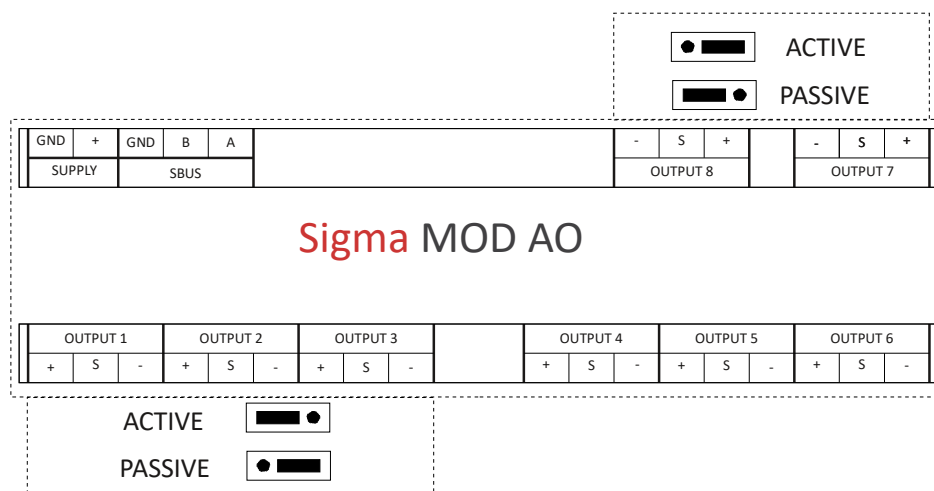 ACTIVE
PASSIVE
GND + GND B A - S + - S +
SUPPLY SBUS OUTPUT 8 OUTPUT 7
Sigma MOD AO
OUTPUT 1 OUTPUT 2 OUTPUT 3 OUTPUT 4 OUTPUT 5 OUTPUT 6
+ S - + S - + S - + S - + S - + S -
ACTIVE
PASSIVE